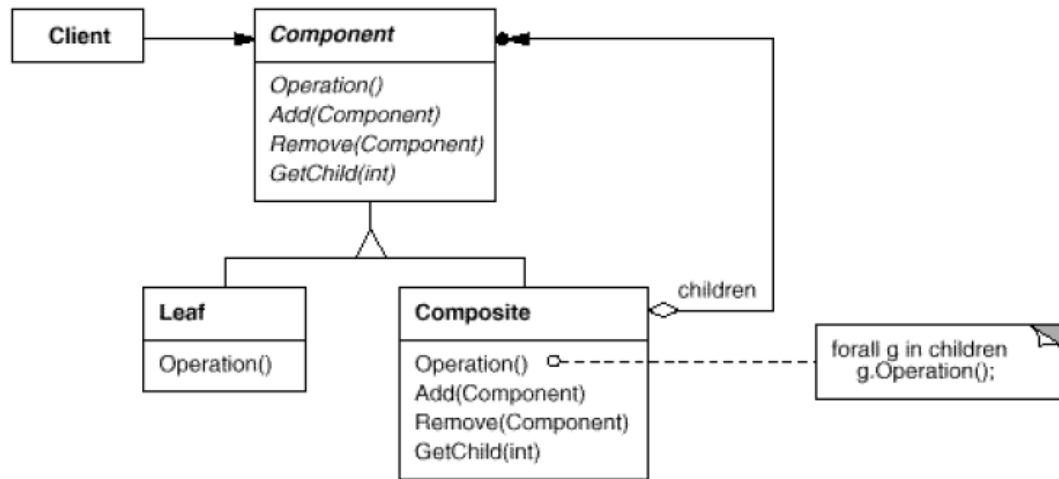 Client
Component
Operation()
Add(Component)
Remove(Component)
GetChild(int)
Leaf
Operation()
Composite
Operation()
Add(Component)
Remove(Component)
GetChild(int)
children
forall g in children
g.Operation();